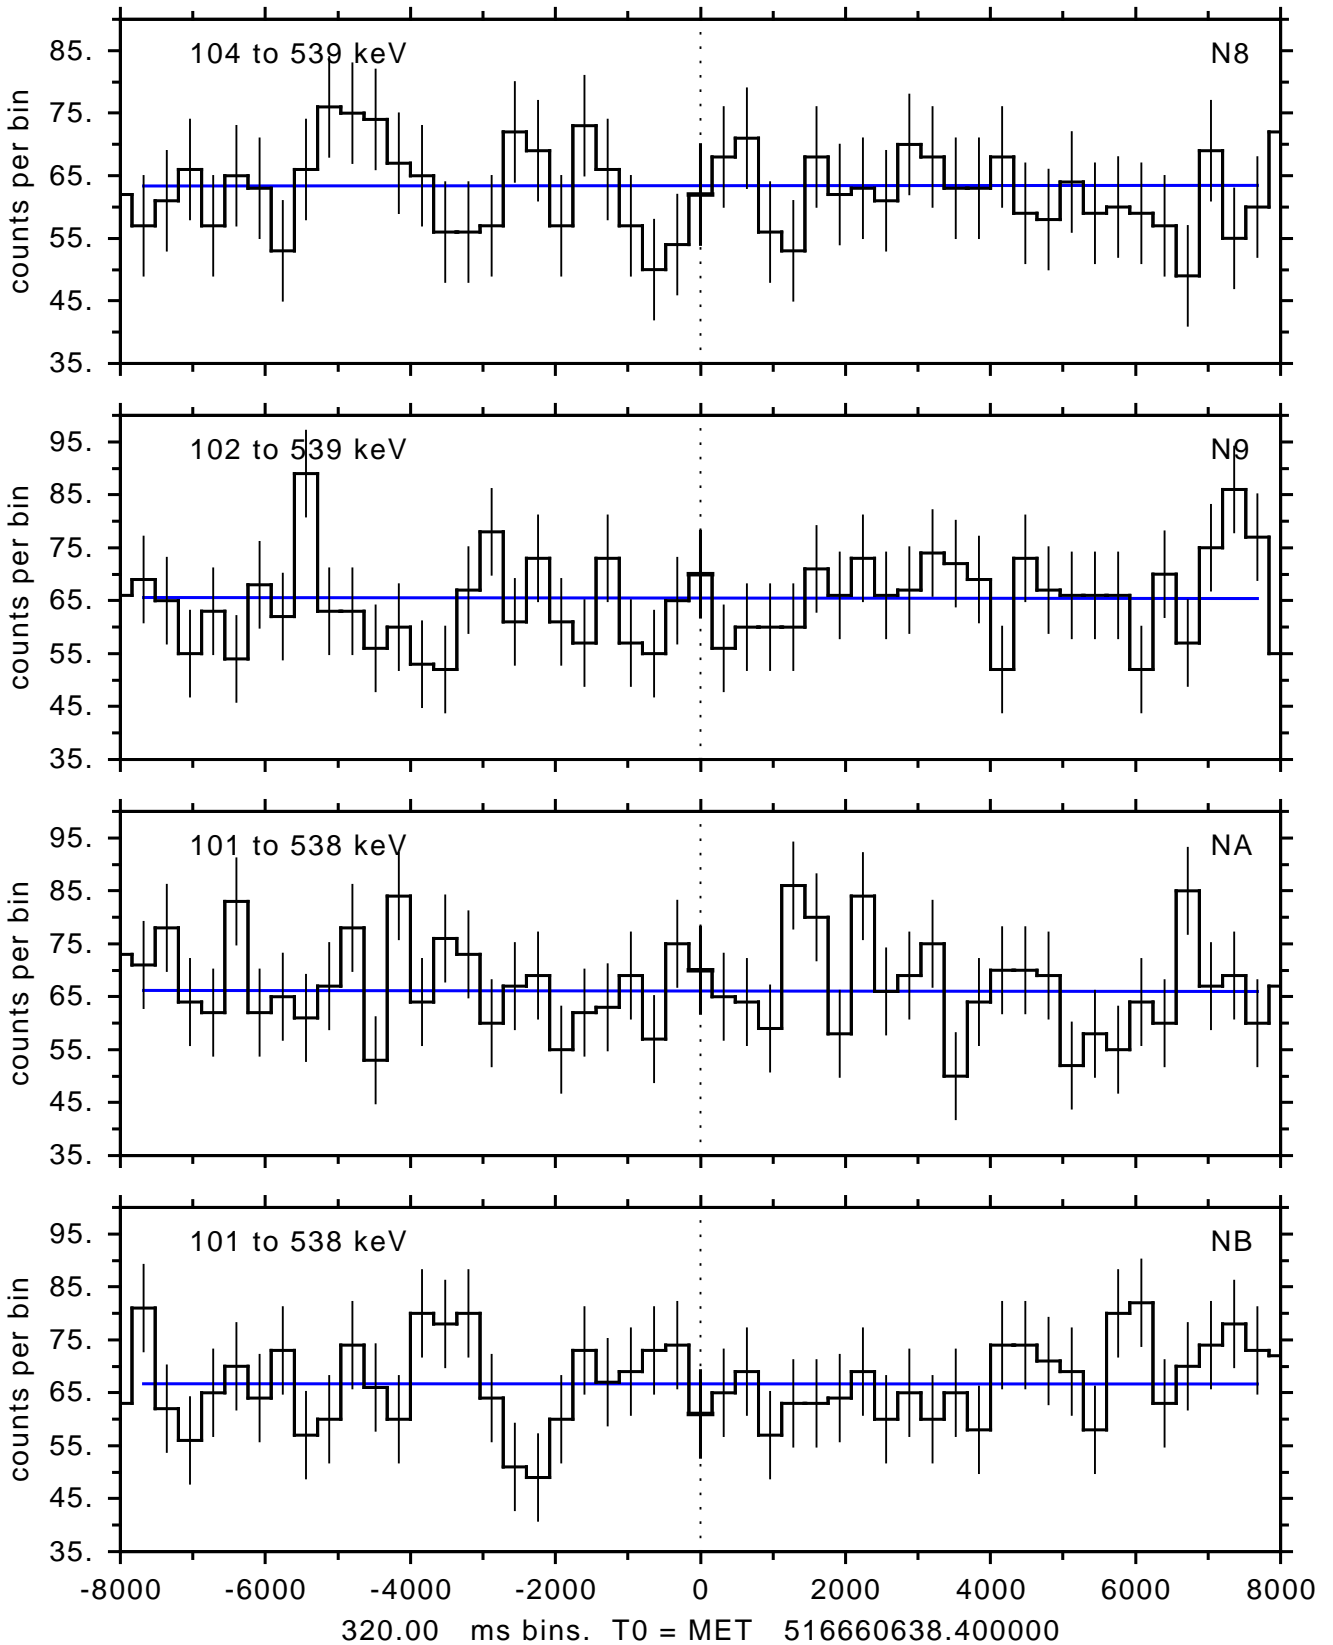 104 to 539 keV N8
85.
75.
65.
55.
45.
35.
counts per bin
102 to 539 keV N9
95.
85.
75.
65.
55.
45.
35.
counts per bin
101 to 538 keV NA
95.
85.
75.
65.
55.
45.
35.
counts per bin
101 to 538 keV NB
95.
85.
75.
65.
55.
45.
35.
counts per bin
-8000 -6000 -4000 -2000 0 2000 4000 6000 8000
320.00 ms bins. T0 = MET 516660638.400000